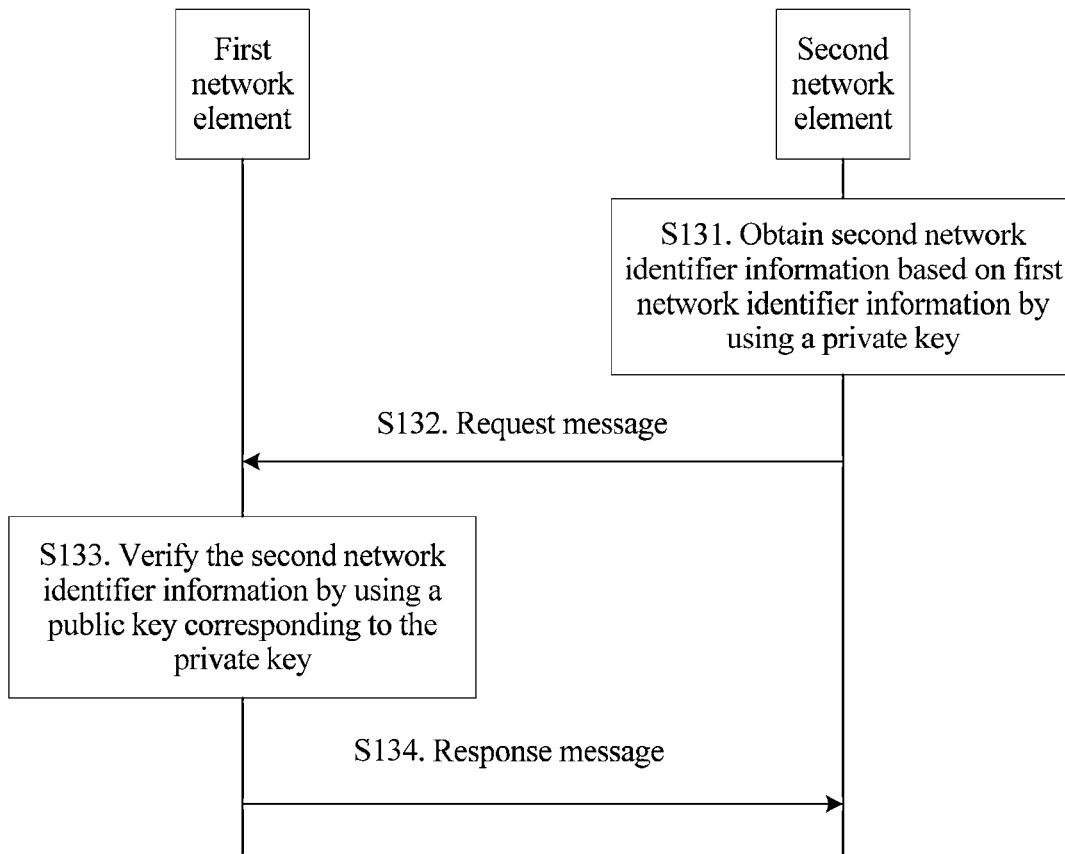 First
network
element
Second
network
element
S131. Obtain second network
identifier information based on first
network identifier information by
using a private key
S132. Request message
S133. Verify the second network
identifier information by using a
public key corresponding to the
private key
S134. Response message